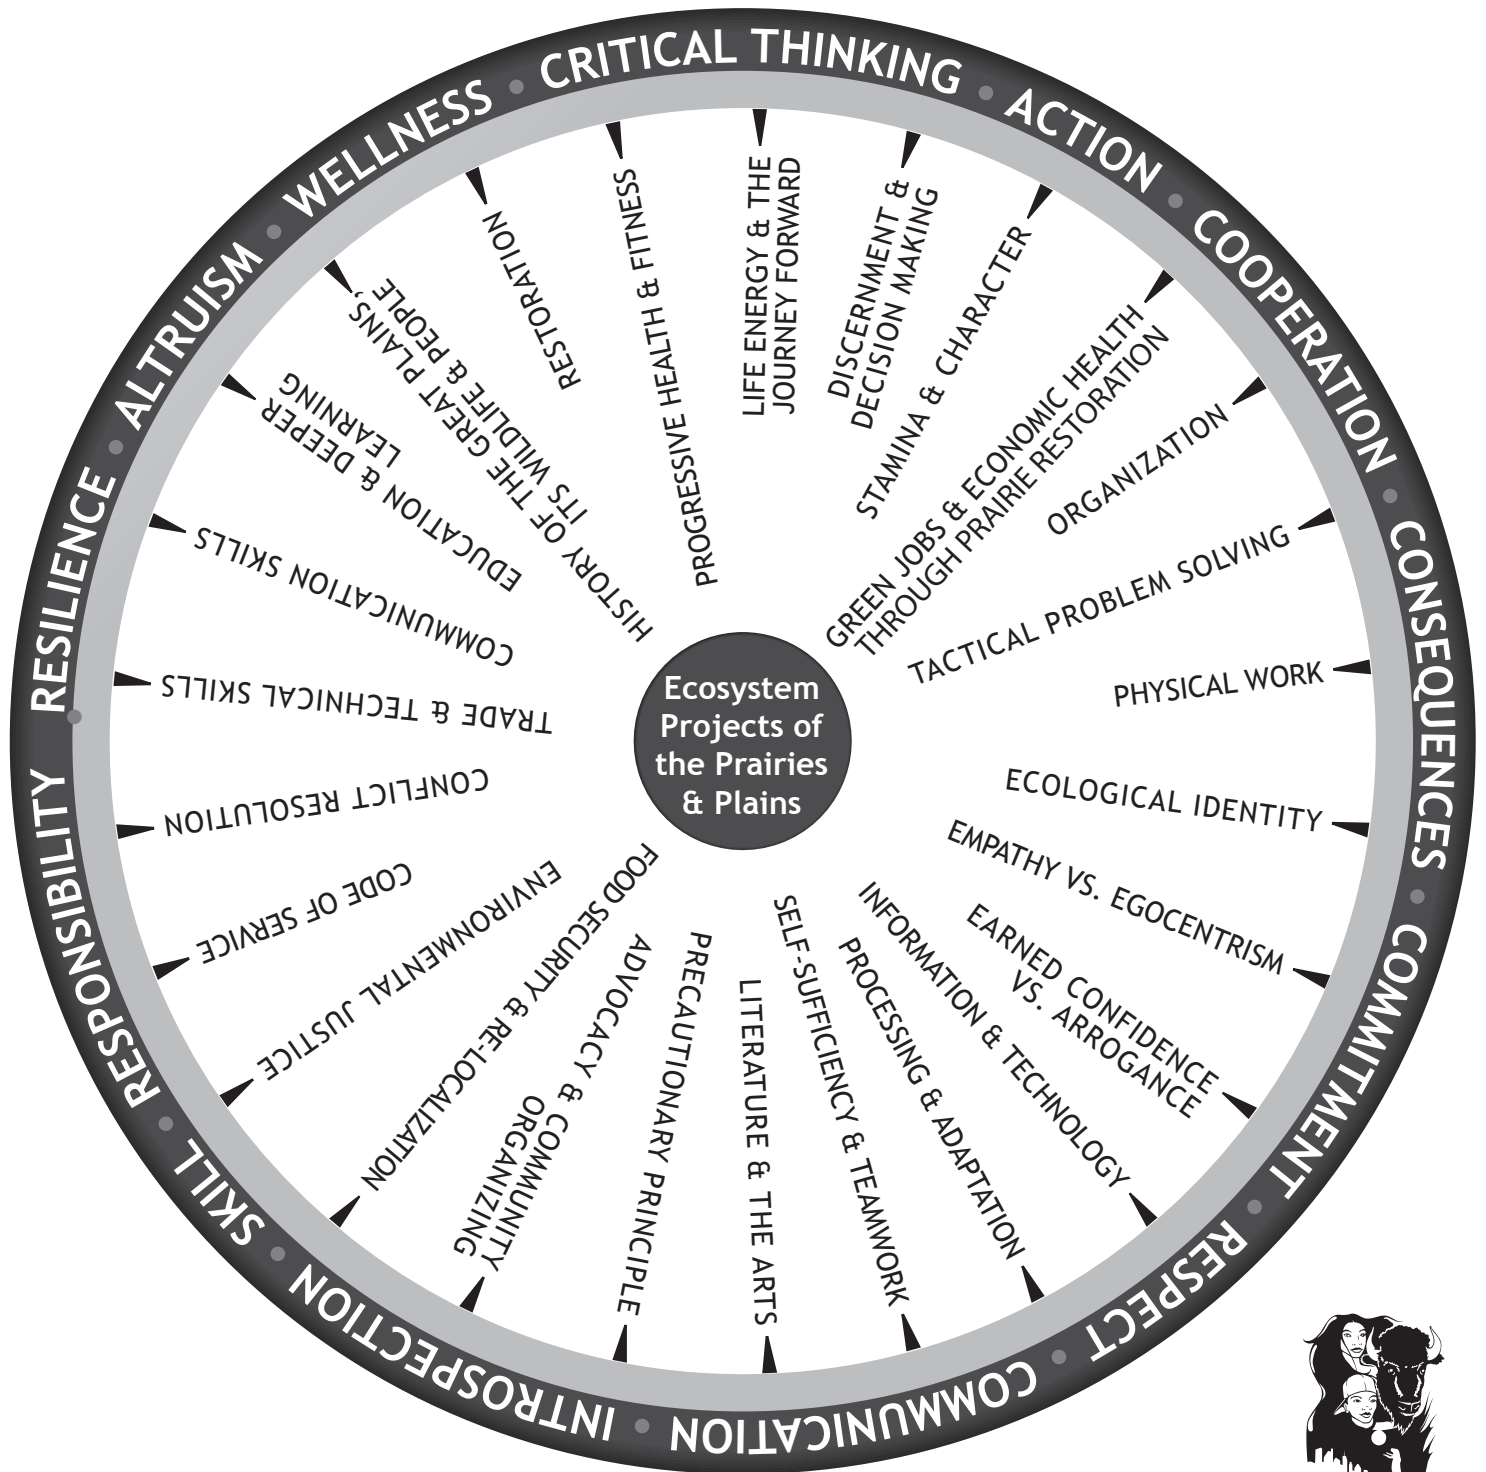 CRITICAL THINKING • ACTION • COOPERATION • CONSEQUENCES • COMMITMENT • RESPECT • COMMUNICATION • INTROSPECTION • SKILL • RESPONSIBILITY • RESILIENCE • ALTRUISM • WELLNESS •
LIFE ENERGY & THE
JOURNEY FORWARD
DISCERNMENT &
DECISION MAKING
STAMINA & CHARACTER
GREEN JOBS & ECONOMIC HEALTH
THROUGH PRAIRIE RESTORATION
ORGANIZATION
TACTICAL PROBLEM SOLVING
PHYSICAL WORK
ECOLOGICAL IDENTITY
EMPATHY VS. EGOCENTRISM
EARNED CONFIDENCE
VS. ARROGANCE
INFORMATION & TECHNOLOGY
PROCESSING & ADAPTATION
SELF-SUFFICIENCY & TEAMWORK
LITERATURE & THE ARTS
PRECAUTIONARY PRINCIPLE
ADVOCACY & COMMUNITY
ORGANIZING
FOOD SECURITY & RE-LOCALIZATION
ENVIRONMENTAL JUSTICE
CODE OF SERVICE
CONFLICT RESOLUTION
TRADE & TECHNICAL SKILLS
COMMUNICATION SKILLS
EDUCATION & DEEPER
LEARNING
HISTORY OF THE GREAT PLAINS,
ITS WILDLIFE & PEOPLE
RESTORATION
PROGRESSIVE HEALTH & FITNESS
Ecosystem
Projects of
the Prairies
& Plains